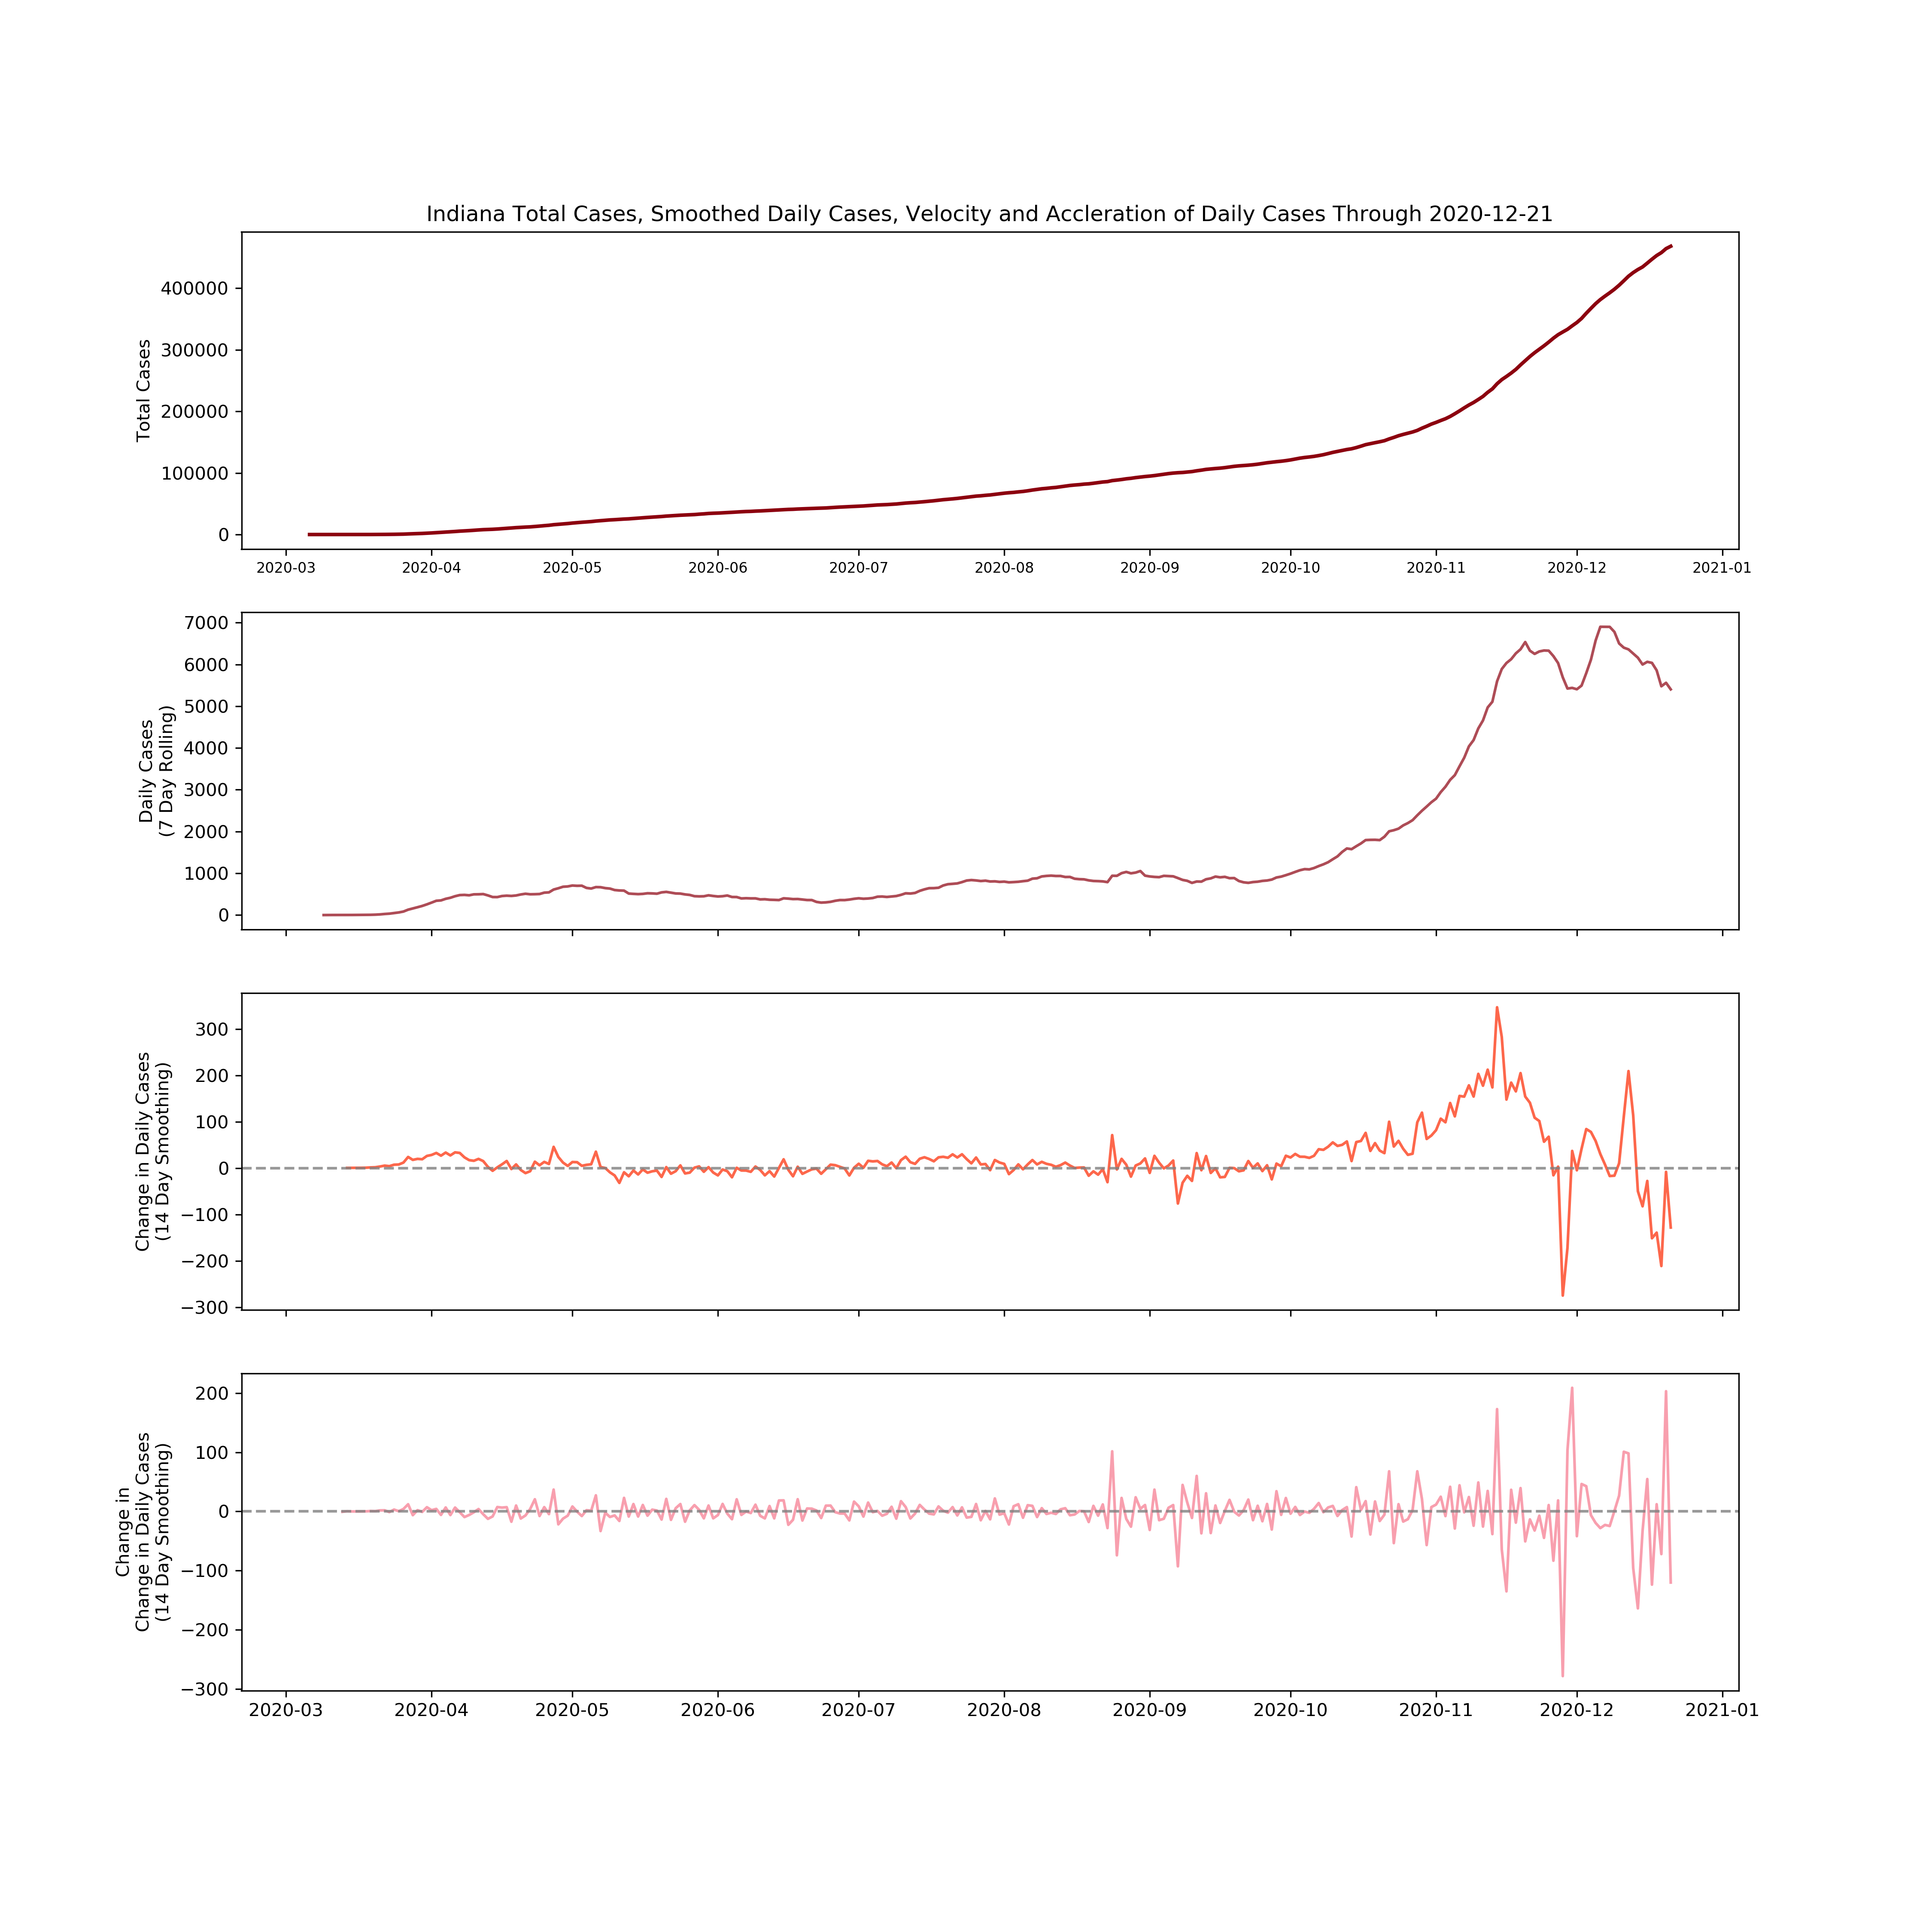 Indiana Total Cases, Smoothed Daily Cases, Velocity and Accleration of Daily Cases Through 2020-12-21
Total Cases
400000
300000
200000
100000
0
2020-03 2020-04 2020-05 2020-06 2020-07 2020-08 2020-09 2020-10 2020-11 2020-12 2021-01
Daily Cases
(7 Day Rolling)
7000
6000
5000
4000
3000
2000
1000
0
Change in Daily Cases
(14 Day Smoothing)
300
200
100
0
−100
−200
−300
Change in
Change in Daily Cases
(14 Day Smoothing)
200
100
0
−100
−200
−300
2020-03 2020-04 2020-05 2020-06 2020-07 2020-08 2020-09 2020-10 2020-11 2020-12 2021-01